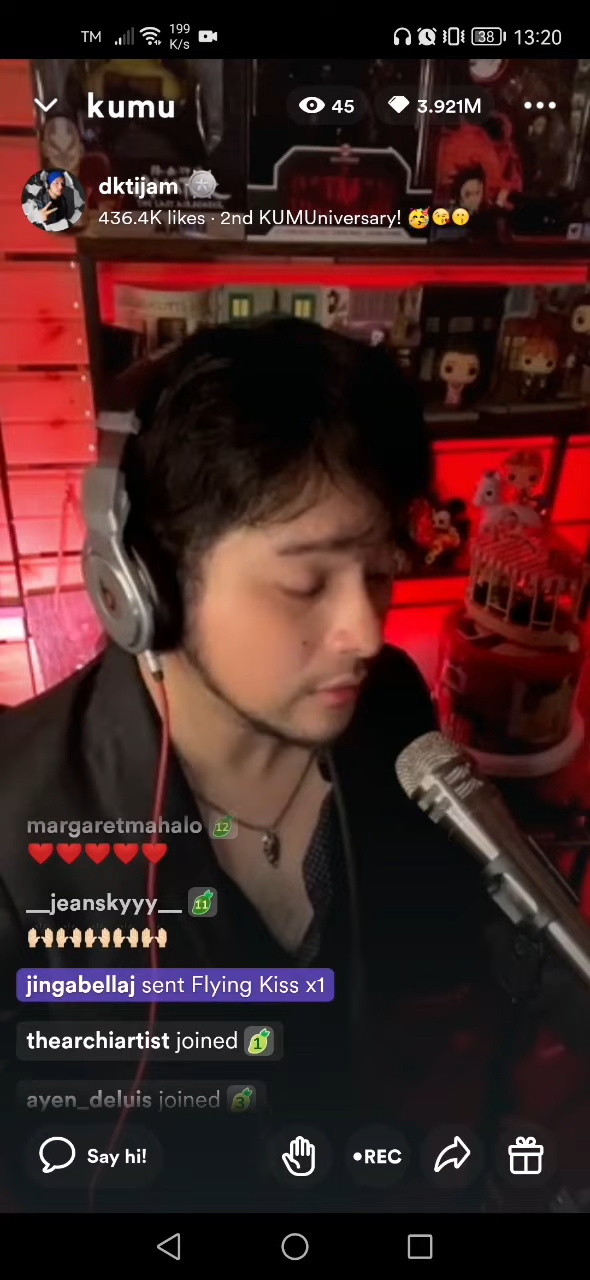 TM
199
K/s
38
13:20
kumu
45
3.921M
dktijam
436.4K likes · 2nd KUMUniversary! 🥳😘🤫
margaretmahalo 12
❤️❤️❤️❤️❤️
__jeanskyyy__ 11
🙌🏻🙌🏻🙌🏻🙌🏻🙌🏻
jingabellaj sent Flying Kiss x1
thearchiartist joined 1
ayen_deluis joined 3
Say hi!
•REC